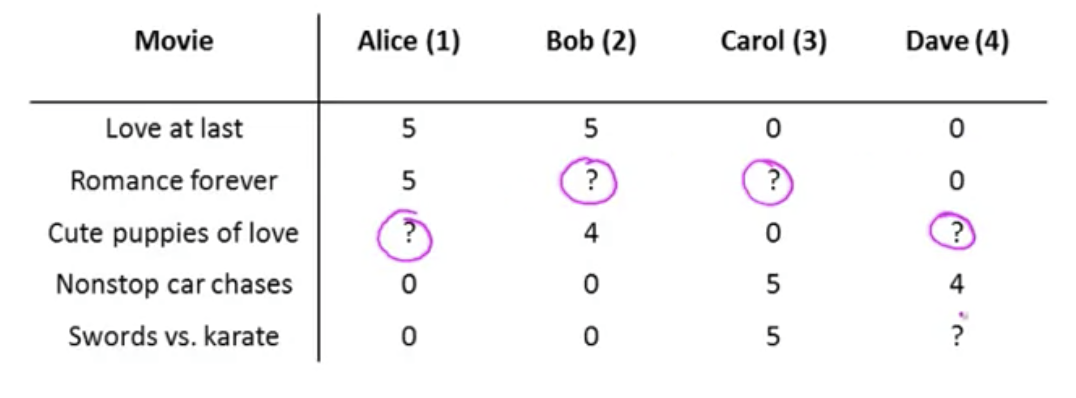 Movie Alice (1) Bob (2) Carol (3) Dave (4)
Love at last 5 5 0 0
Romance forever 5 ? ? 0
Cute puppies of love ? 4 0 ?
Nonstop car chases 0 0 5 4
Swords vs. karate 0 0 5 ?